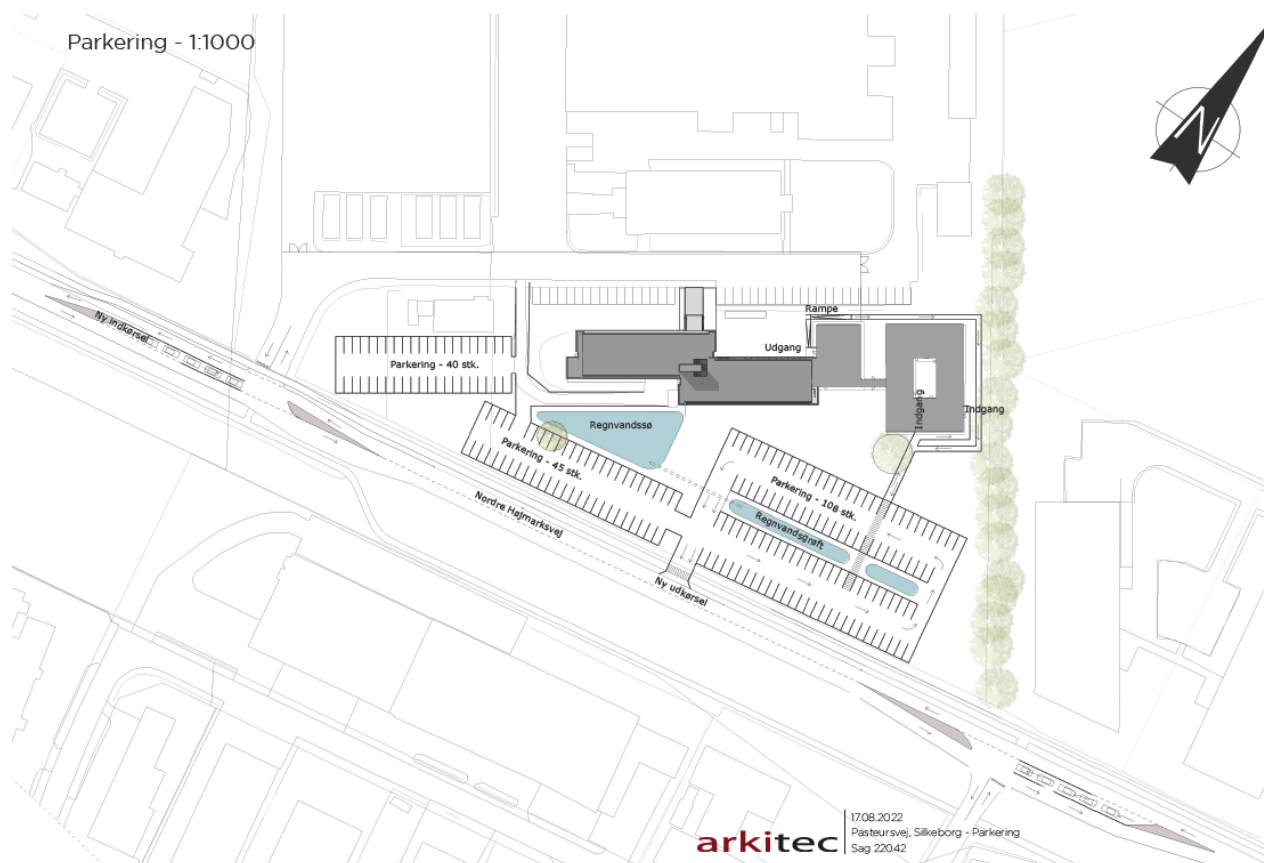 Parkering - 1:1000
N
Ny indkørsel
Rampe
Udgang
Parkering - 40 stk.
Indgang
Indgang
Regnvandssø
Parkering - 45 stk.
Parkering - 108 stk.
Nordre Højmarksvej
Regnvandsgrøft
Ny udkørsel
arkitec
17.08.2022
Pasteursvej, Silkeborg - Parkering
Sag 22042